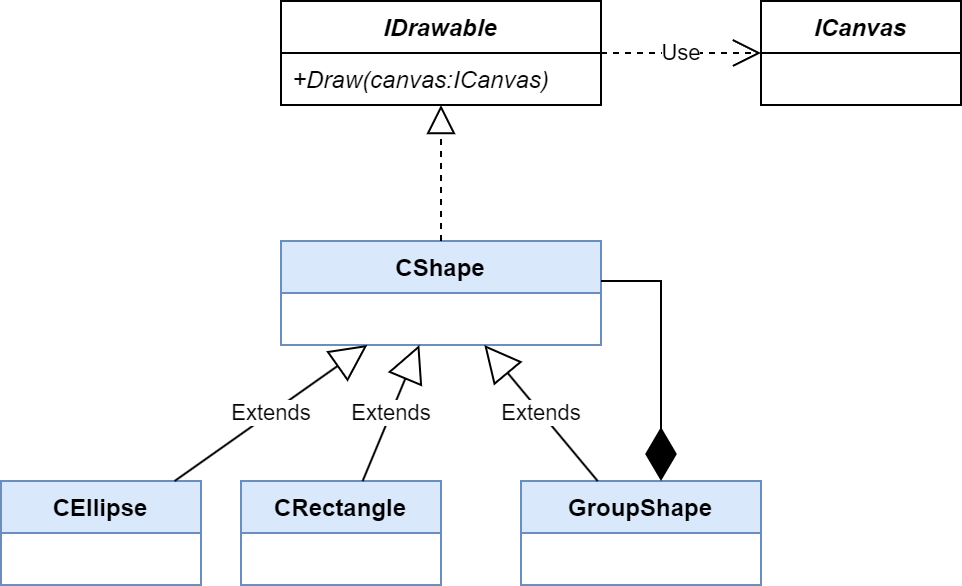 IDrawable
ICanvas
+Draw(canvas:ICanvas)
Use
CShape
Extends
Extends
Extends
CEllipse
CRectangle
GroupShape